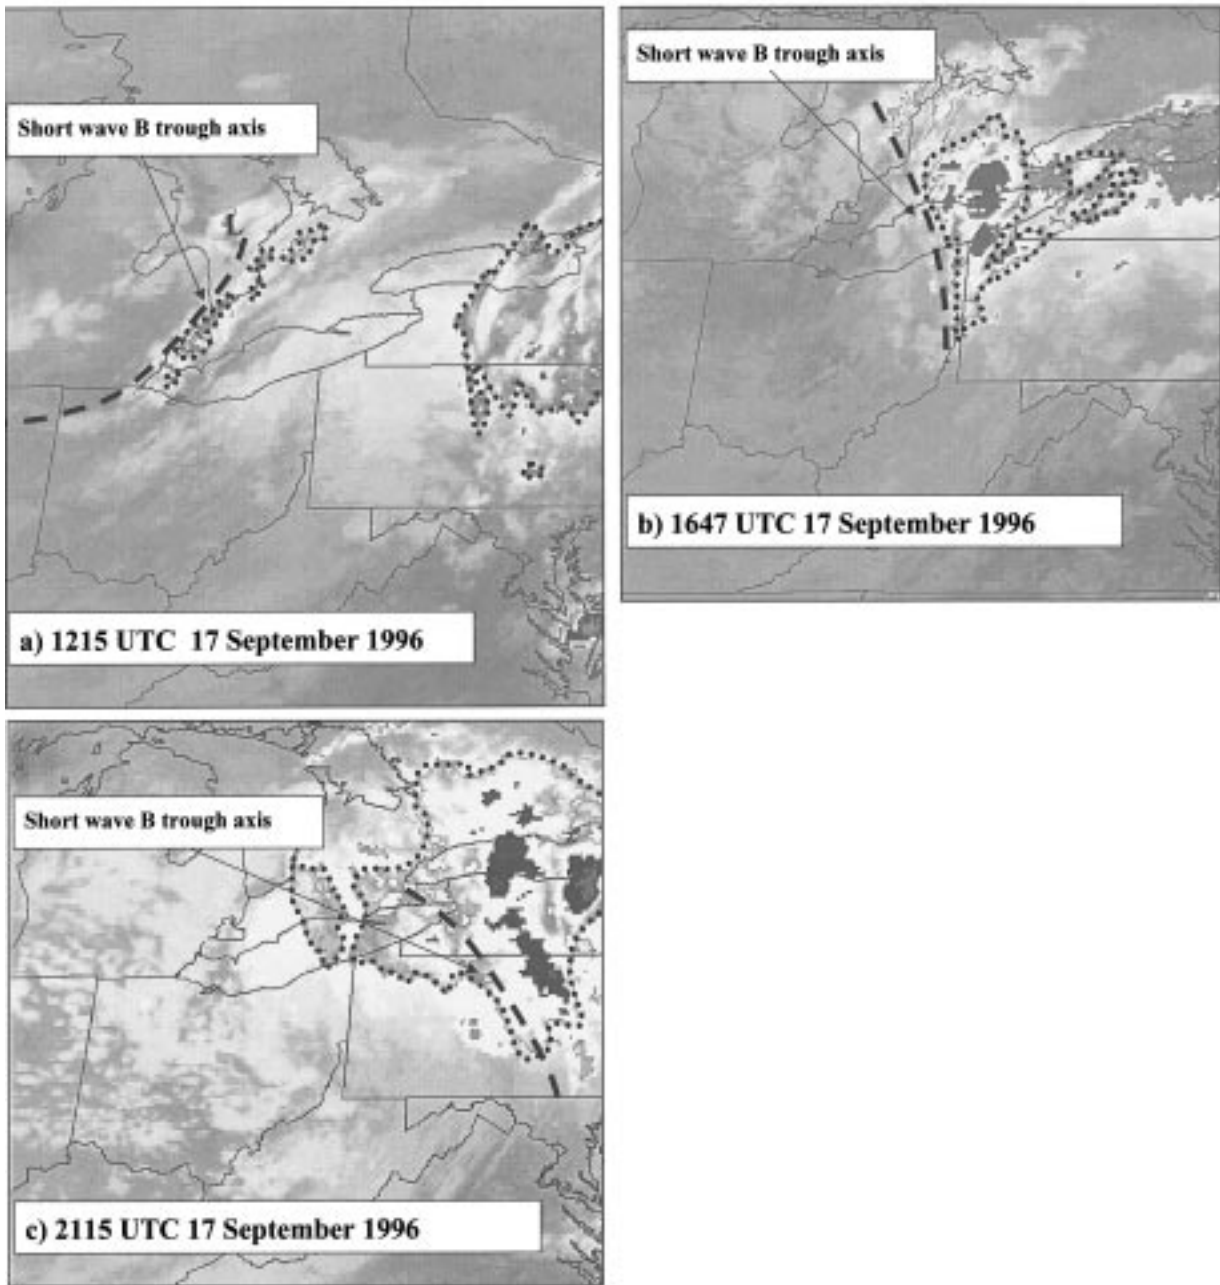 Short wave B trough axis
L
a) 1215 UTC 17 September 1996
Short wave B trough axis
b) 1647 UTC 17 September 1996
Short wave B trough axis
c) 2115 UTC 17 September 1996